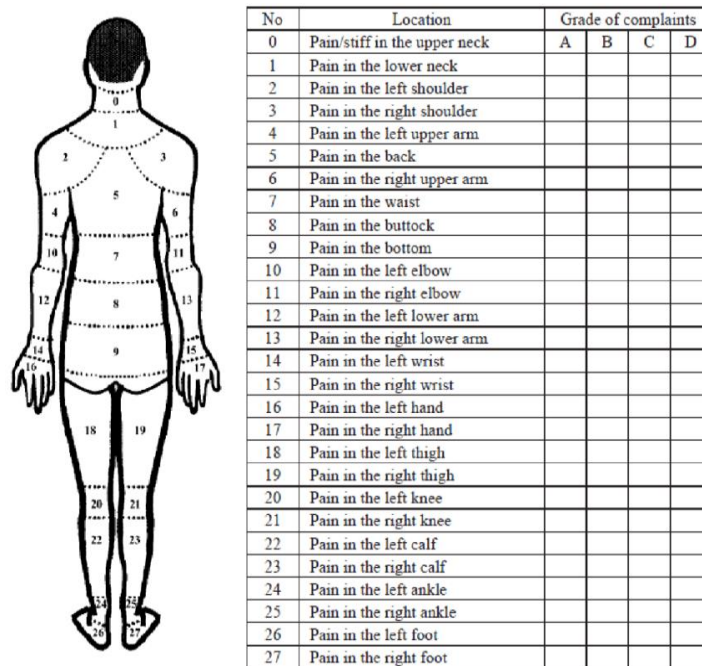 No Location Grade of complaints
0 Pain/stiff in the upper neck A B C D
1 Pain in the lower neck
2 Pain in the left shoulder
3 Pain in the right shoulder
4 Pain in the left upper arm
5 Pain in the back
6 Pain in the right upper arm
7 Pain in the waist
8 Pain in the buttock
9 Pain in the bottom
10 Pain in the left elbow
11 Pain in the right elbow
12 Pain in the left lower arm
13 Pain in the right lower arm
14 Pain in the left wrist
15 Pain in the right wrist
16 Pain in the left hand
17 Pain in the right hand
18 Pain in the left thigh
19 Pain in the right thigh
20 Pain in the left knee
21 Pain in the right knee
22 Pain in the left calf
23 Pain in the right calf
24 Pain in the left ankle
25 Pain in the right ankle
26 Pain in the left foot
27 Pain in the right foot
0
1
2 3
5
4 6
10 7 11
12 8 13
14 9 15
16 17
18 19
20 21
22 23
24 25
26 27